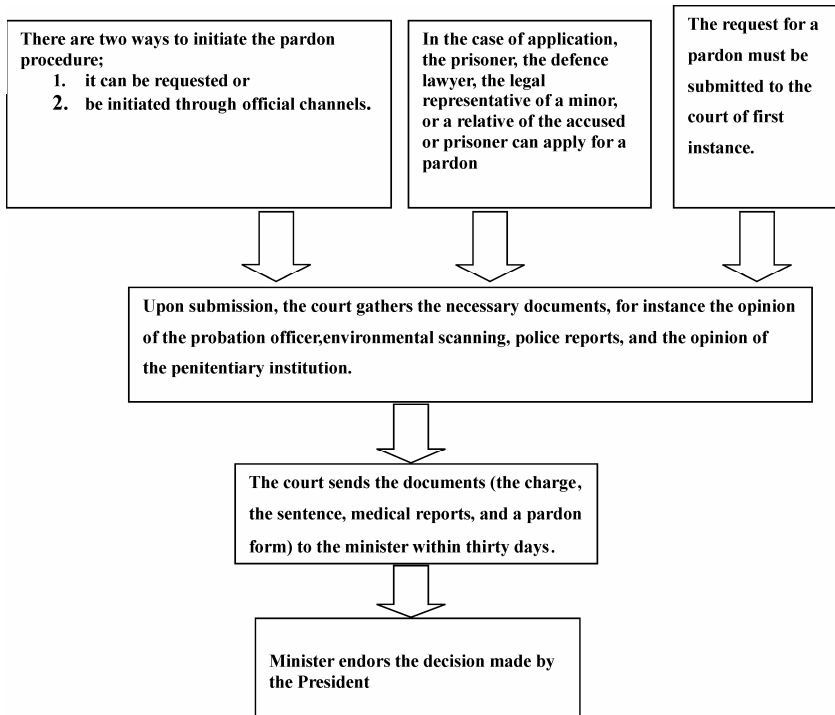 There are two ways to initiate the pardon
procedure;
1. it can be requested or
2. be initiated through official channels.
In the case of application,
the prisoner, the defence
lawyer, the legal
representative of a minor,
or a relative of the accused
or prisoner can apply for a
pardon
The request for a
pardon must be
submitted to the
court of first
instance.
Upon submission, the court gathers the necessary documents, for instance the opinion
of the probation officer,environmental scanning, police reports, and the opinion of
the penitentiary institution.
The court sends the documents (the charge,
the sentence, medical reports, and a pardon
form) to the minister within thirty days.
Minister endors the decision made by
the President